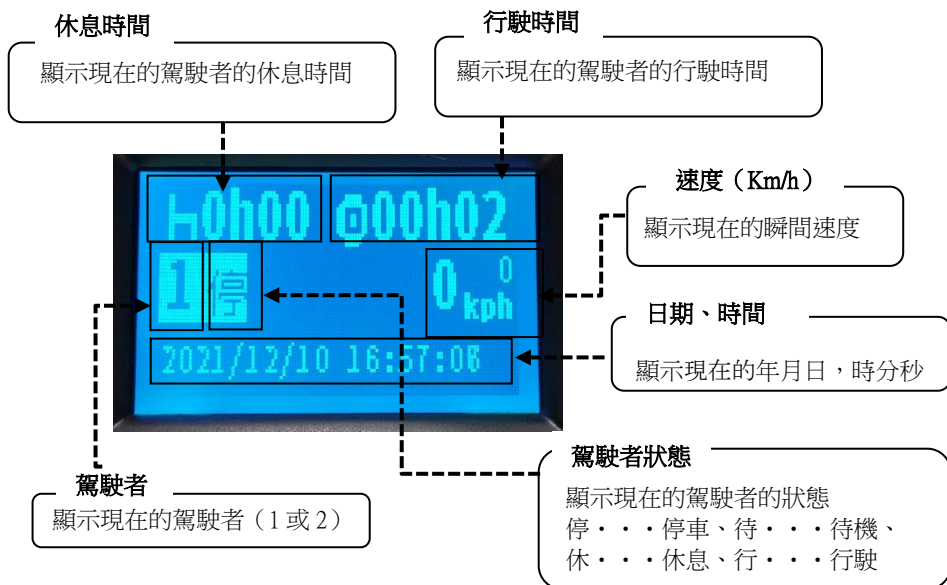 休息時間
顯示現在的駕駛者的休息時間
行駛時間
顯示現在的駕駛者的行駛時間
0h00 00h02
速度（Km/h）
顯示現在的瞬間速度
1 停 0 0
kph
2021/12/10 16:57:06
日期、時間
顯示現在的年月日，時分秒
駕駛者
顯示現在的駕駛者（1 或 2）
駕駛者狀態
顯示現在的駕駛者的狀態
停・・・停車、待・・・待機、
休・・・休息、行・・・行駛